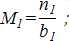 M₁ = n₁/b₁ ;